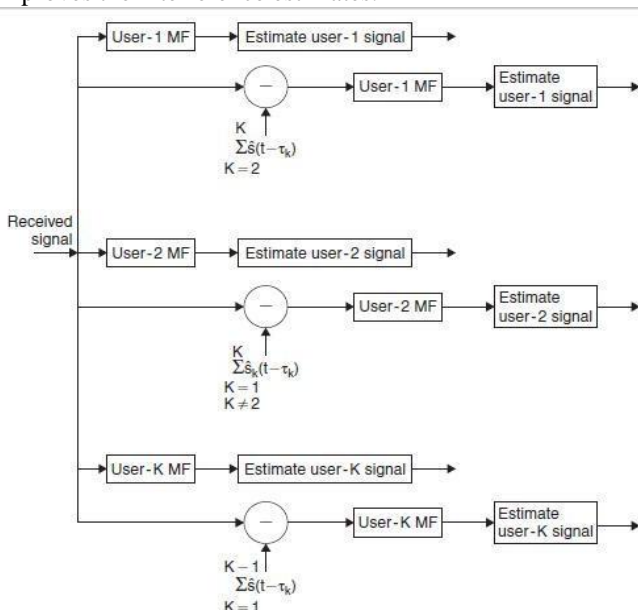 User-1 MF
Estimate user-1 signal
User-1 MF
Estimate
user-1 signal
K
Σŝ(t−τₖ)
K=2
Received
signal
User-2 MF
Estimate user-2 signal
User-2 MF
Estimate
user-2 signal
K
Σŝₖ(t−τₖ)
K=1
K≠2
User-K MF
Estimate user-K signal
User-K MF
Estimate
user-K signal
K−1
Σŝ(t−τₖ)
K=1